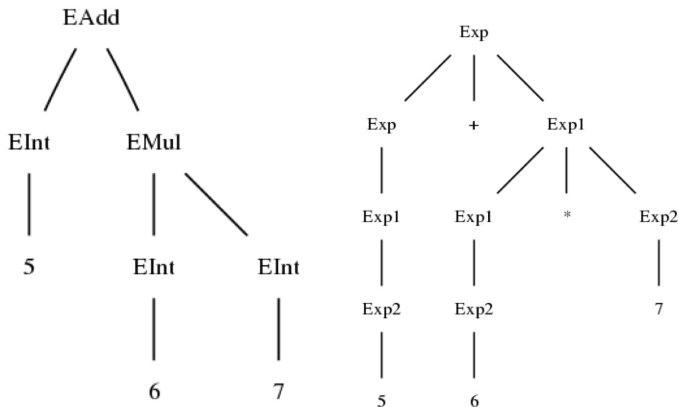 EAdd
EInt EMul
5 EInt EInt
6 7
Exp
Exp + Exp1
Exp1 Exp1 * Exp2
Exp2 Exp2 7
5 6